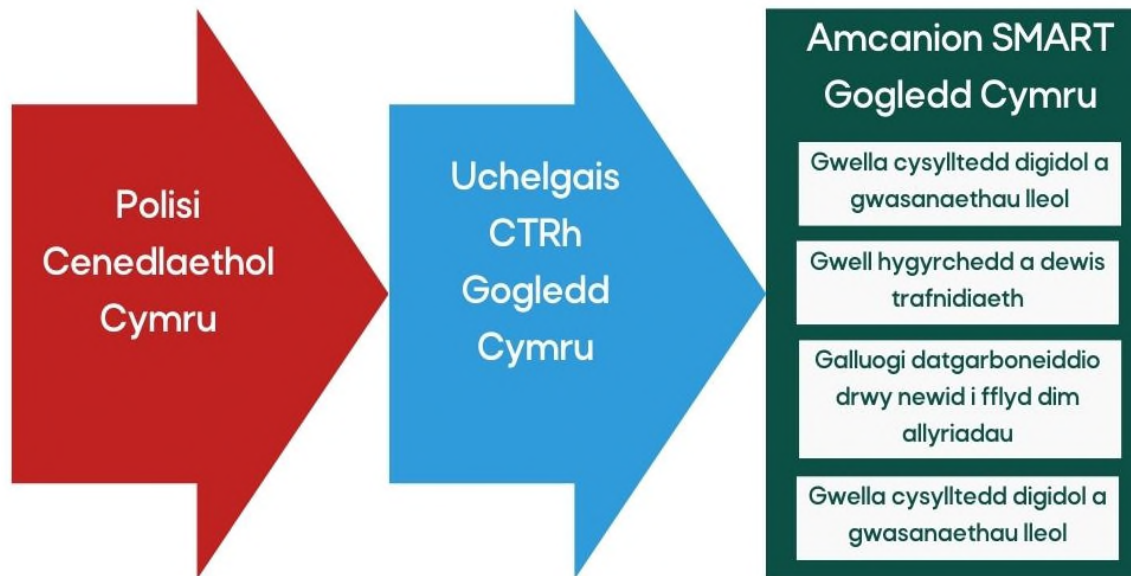 Polisi
Cenedlaethol
Cymru
Uchelgais
CTRh
Gogledd
Cymru
Amcanion SMART
Gogledd Cymru
Gwella cysylltedd digidol a
gwasanaethau lleol
Gwell hygyrchedd a dewis
trafnidiaeth
Galluogi datgarboneiddio
drwy newid i fflyd dim
allyriadau
Gwella cysylltedd digidol a
gwasanaethau lleol